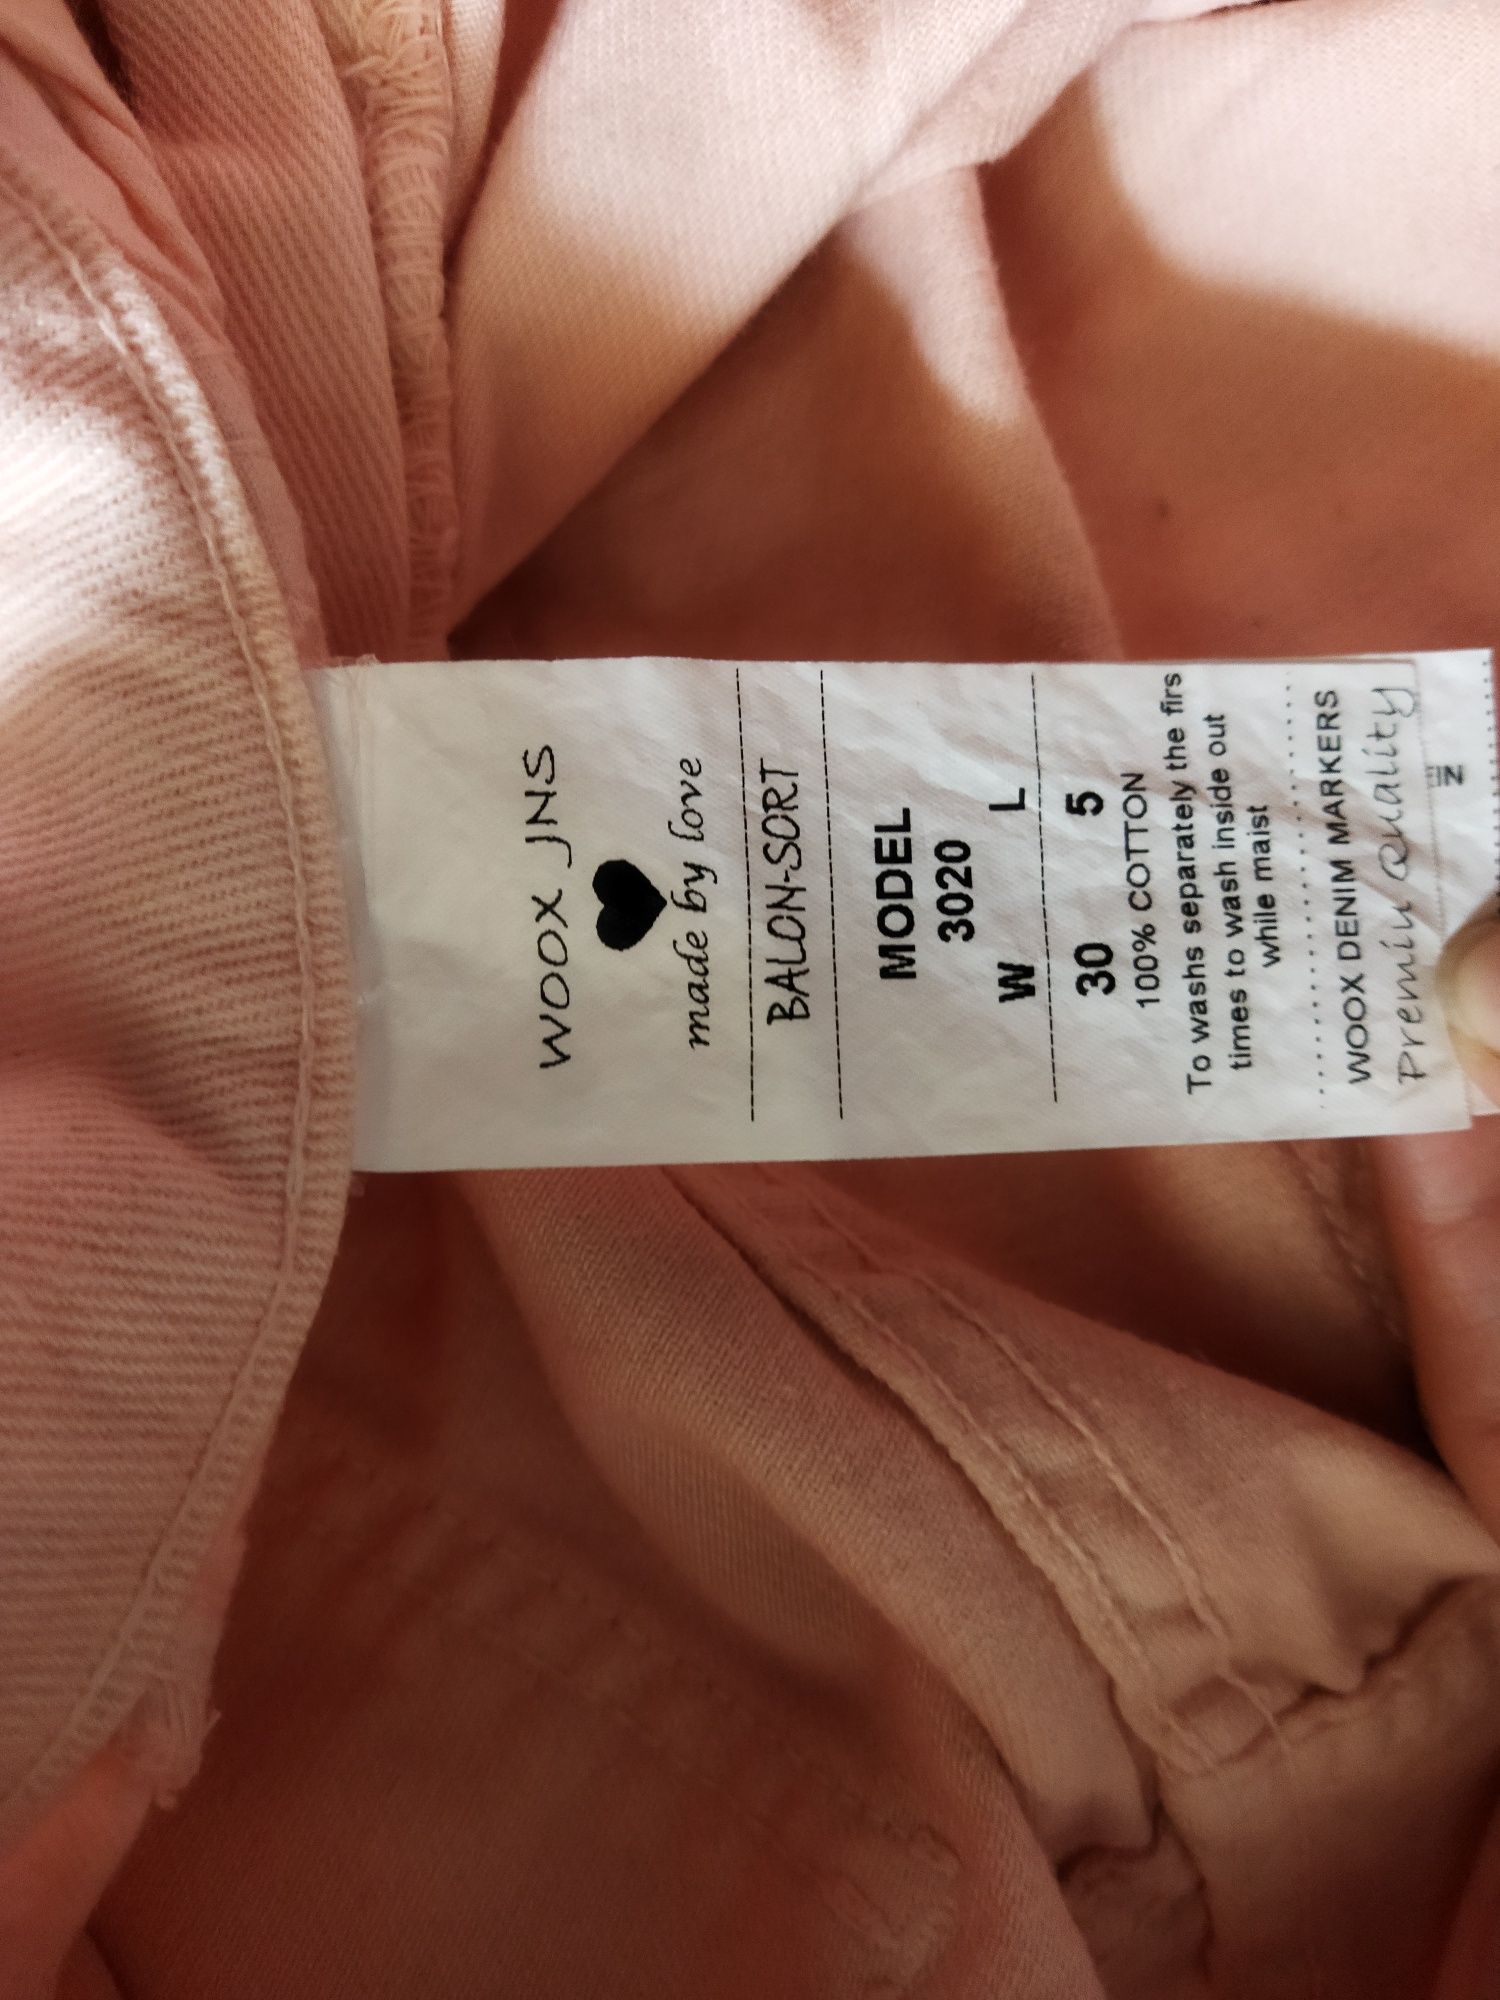 WOOX JNS
made by love
BALON-SORT
MODEL
3020
W L
30 5
100% COTTON
To washs separately the firs
times to wash inside out
while maist
WOOX DENIM MARKERS
Premiu Quality